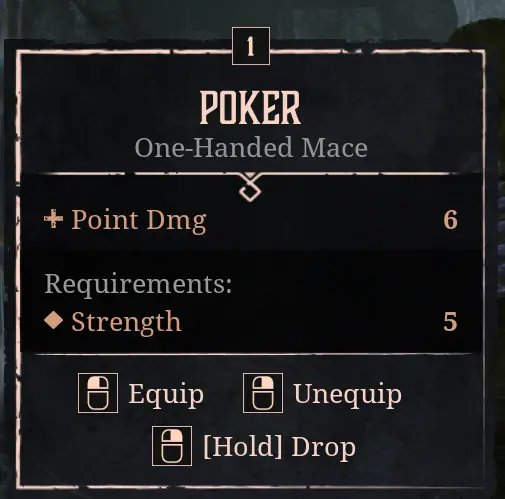 1
POKER
One-Handed Mace
Point Dmg 6
Requirements:
Strength 5
Equip Unequip
[Hold] Drop